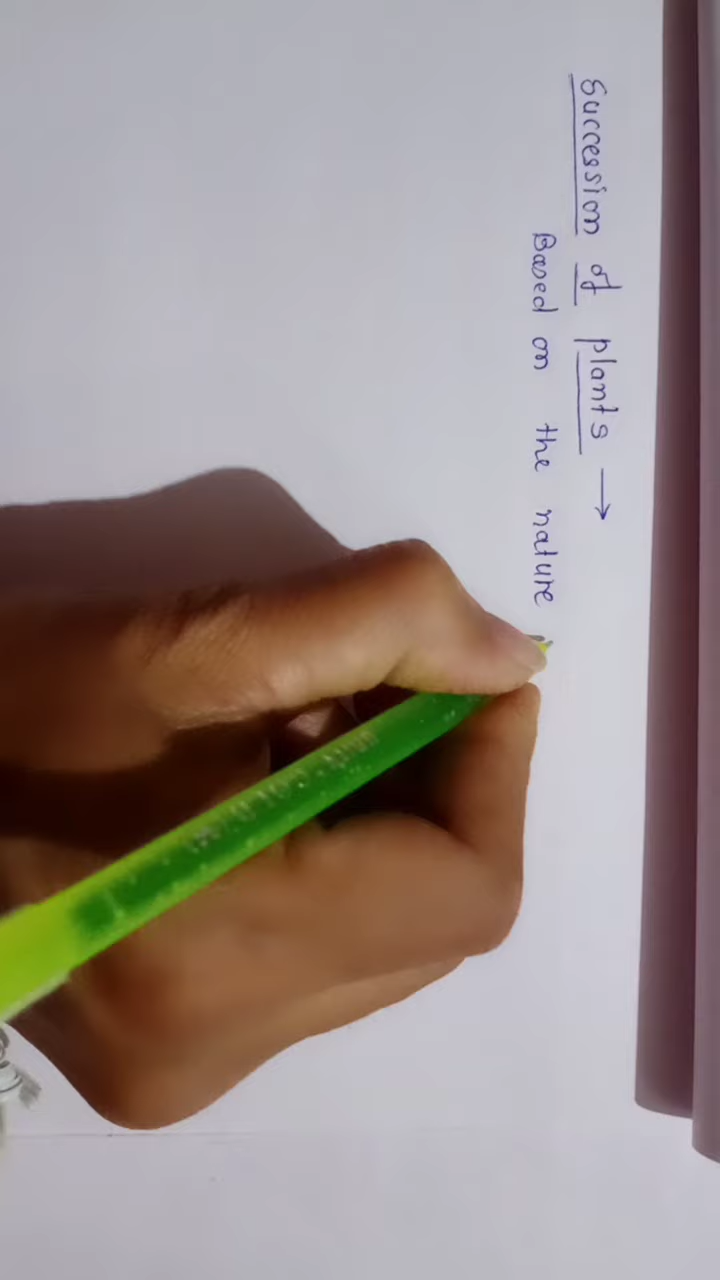 Succession of plants →
Based on the nature